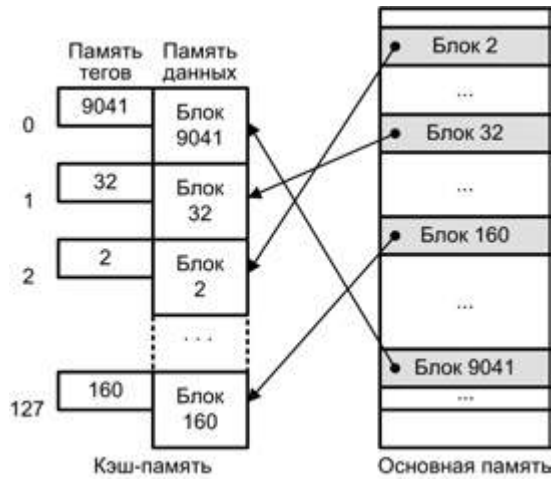 Память
тегов
Память
данных
0
9041
Блок
9041
1
32
Блок
32
2
2
Блок
2
. . .
127
160
Блок
160
Кэш-память
Блок 2
...
Блок 32
...
Блок 160
...
Блок 9041
...
Основная память